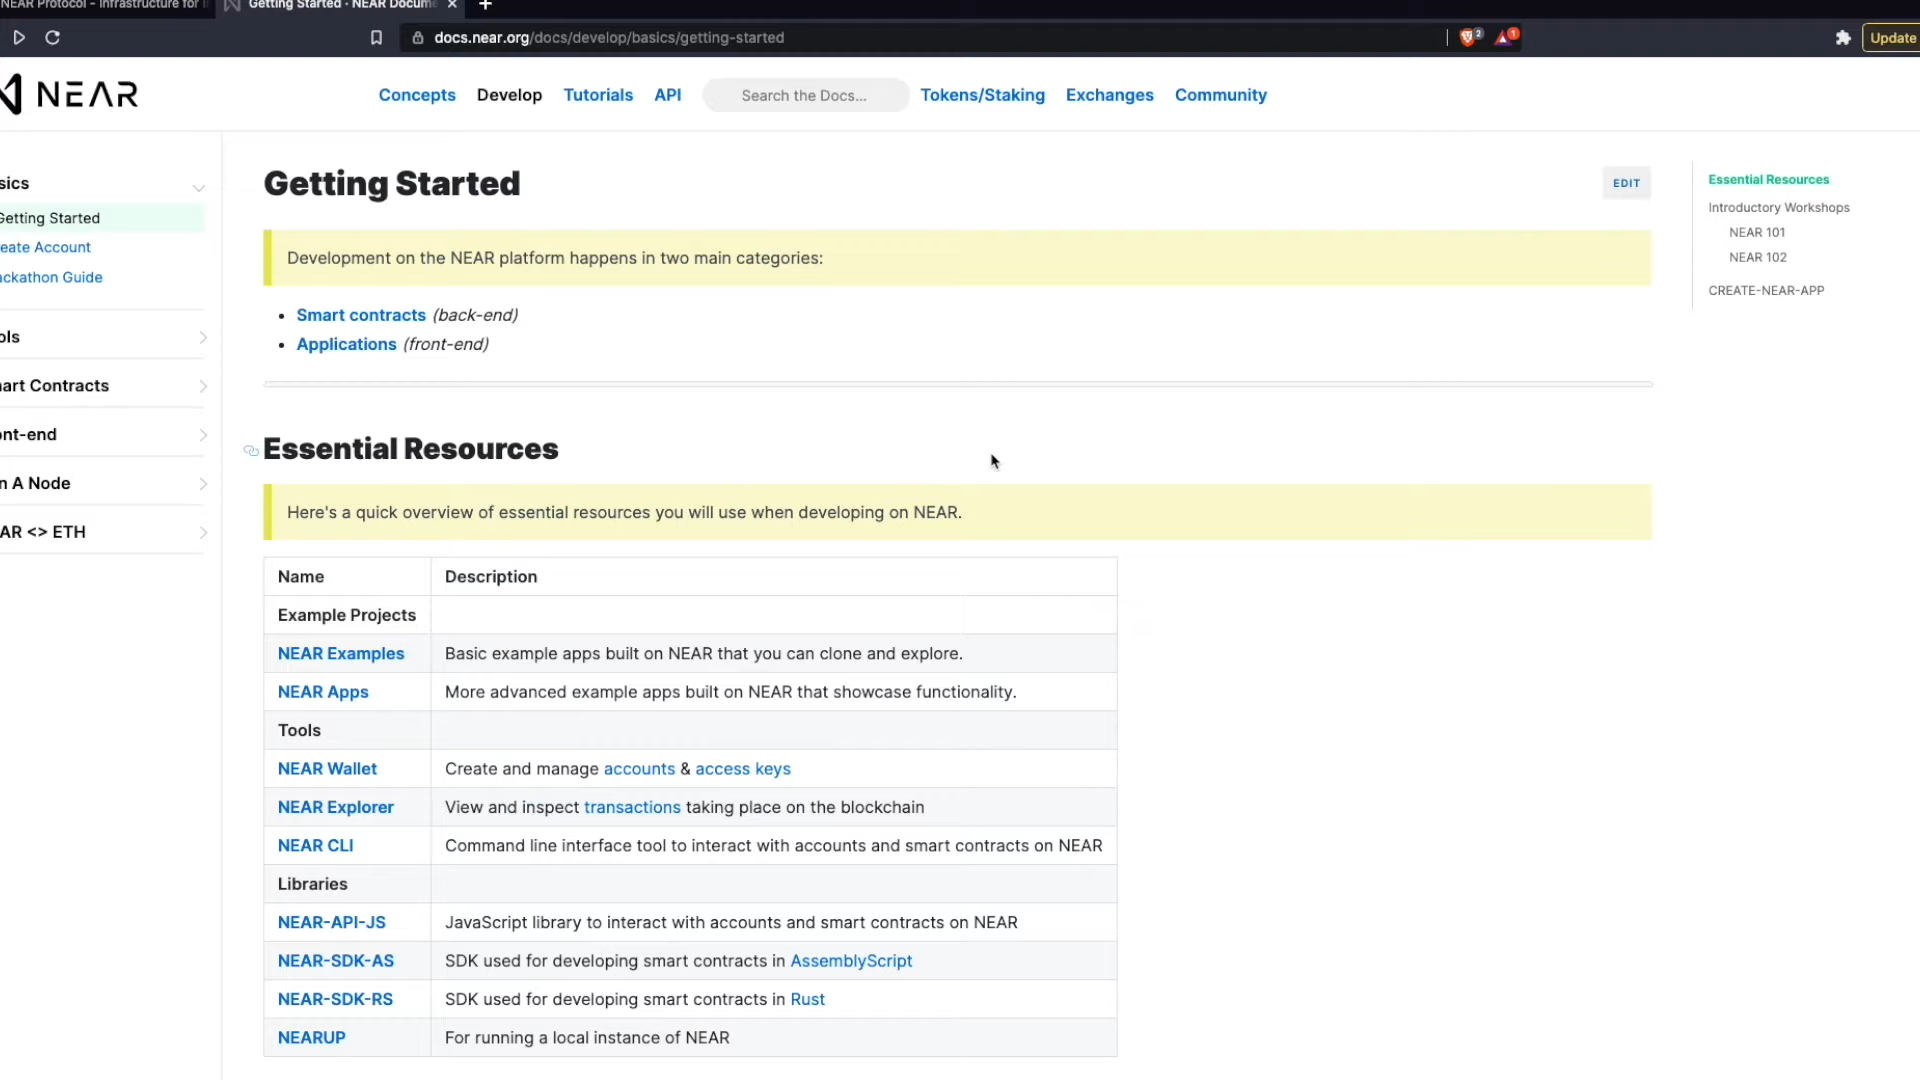 NEAR Protocol - Infrastructure for I
Getting Started · NEAR Docume
docs.near.org/docs/develop/basics/getting-started
2
1
Update
NEAR
Concepts
Develop
Tutorials
API
Search the Docs...
Tokens/Staking
Exchanges
Community
sics
Getting Started
eate Account
ackathon Guide
ols
art Contracts
ont-end
n A Node
AR <> ETH
Getting Started
EDIT
Development on the NEAR platform happens in two main categories:
• Smart contracts (back-end)
• Applications (front-end)
Essential Resources
Here's a quick overview of essential resources you will use when developing on NEAR.
Name Description
Example Projects
NEAR Examples Basic example apps built on NEAR that you can clone and explore.
NEAR Apps More advanced example apps built on NEAR that showcase functionality.
Tools
NEAR Wallet Create and manage accounts & access keys
NEAR Explorer View and inspect transactions taking place on the blockchain
NEAR CLI Command line interface tool to interact with accounts and smart contracts on NEAR
Libraries
NEAR-API-JS JavaScript library to interact with accounts and smart contracts on NEAR
NEAR-SDK-AS SDK used for developing smart contracts in AssemblyScript
NEAR-SDK-RS SDK used for developing smart contracts in Rust
NEARUP For running a local instance of NEAR
Essential Resources
Introductory Workshops
NEAR 101
NEAR 102
CREATE-NEAR-APP